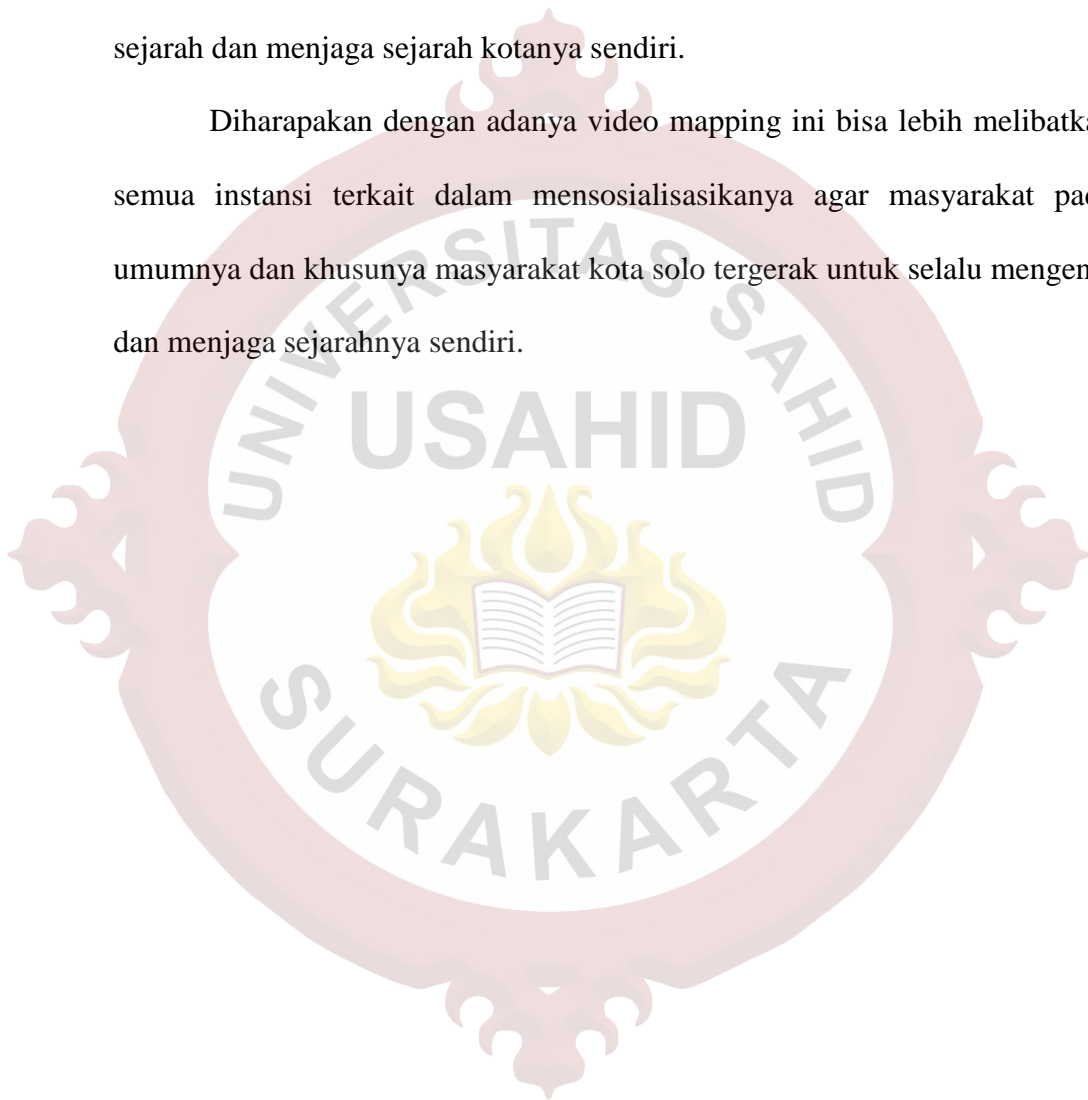 sejarah dan menjaga sejarah kotanya sendiri.
Diharapakan dengan adanya video mapping ini bisa lebih melibatka
semua instansi terkait dalam mensosialisasikanya agar masyarakat pad
umumnya dan khusunya masyarakat kota solo tergerak untuk selalu mengen
dan menjaga sejarahnya sendiri.
UNIVERSITAS SAHID
USAHID
SURAKARTA